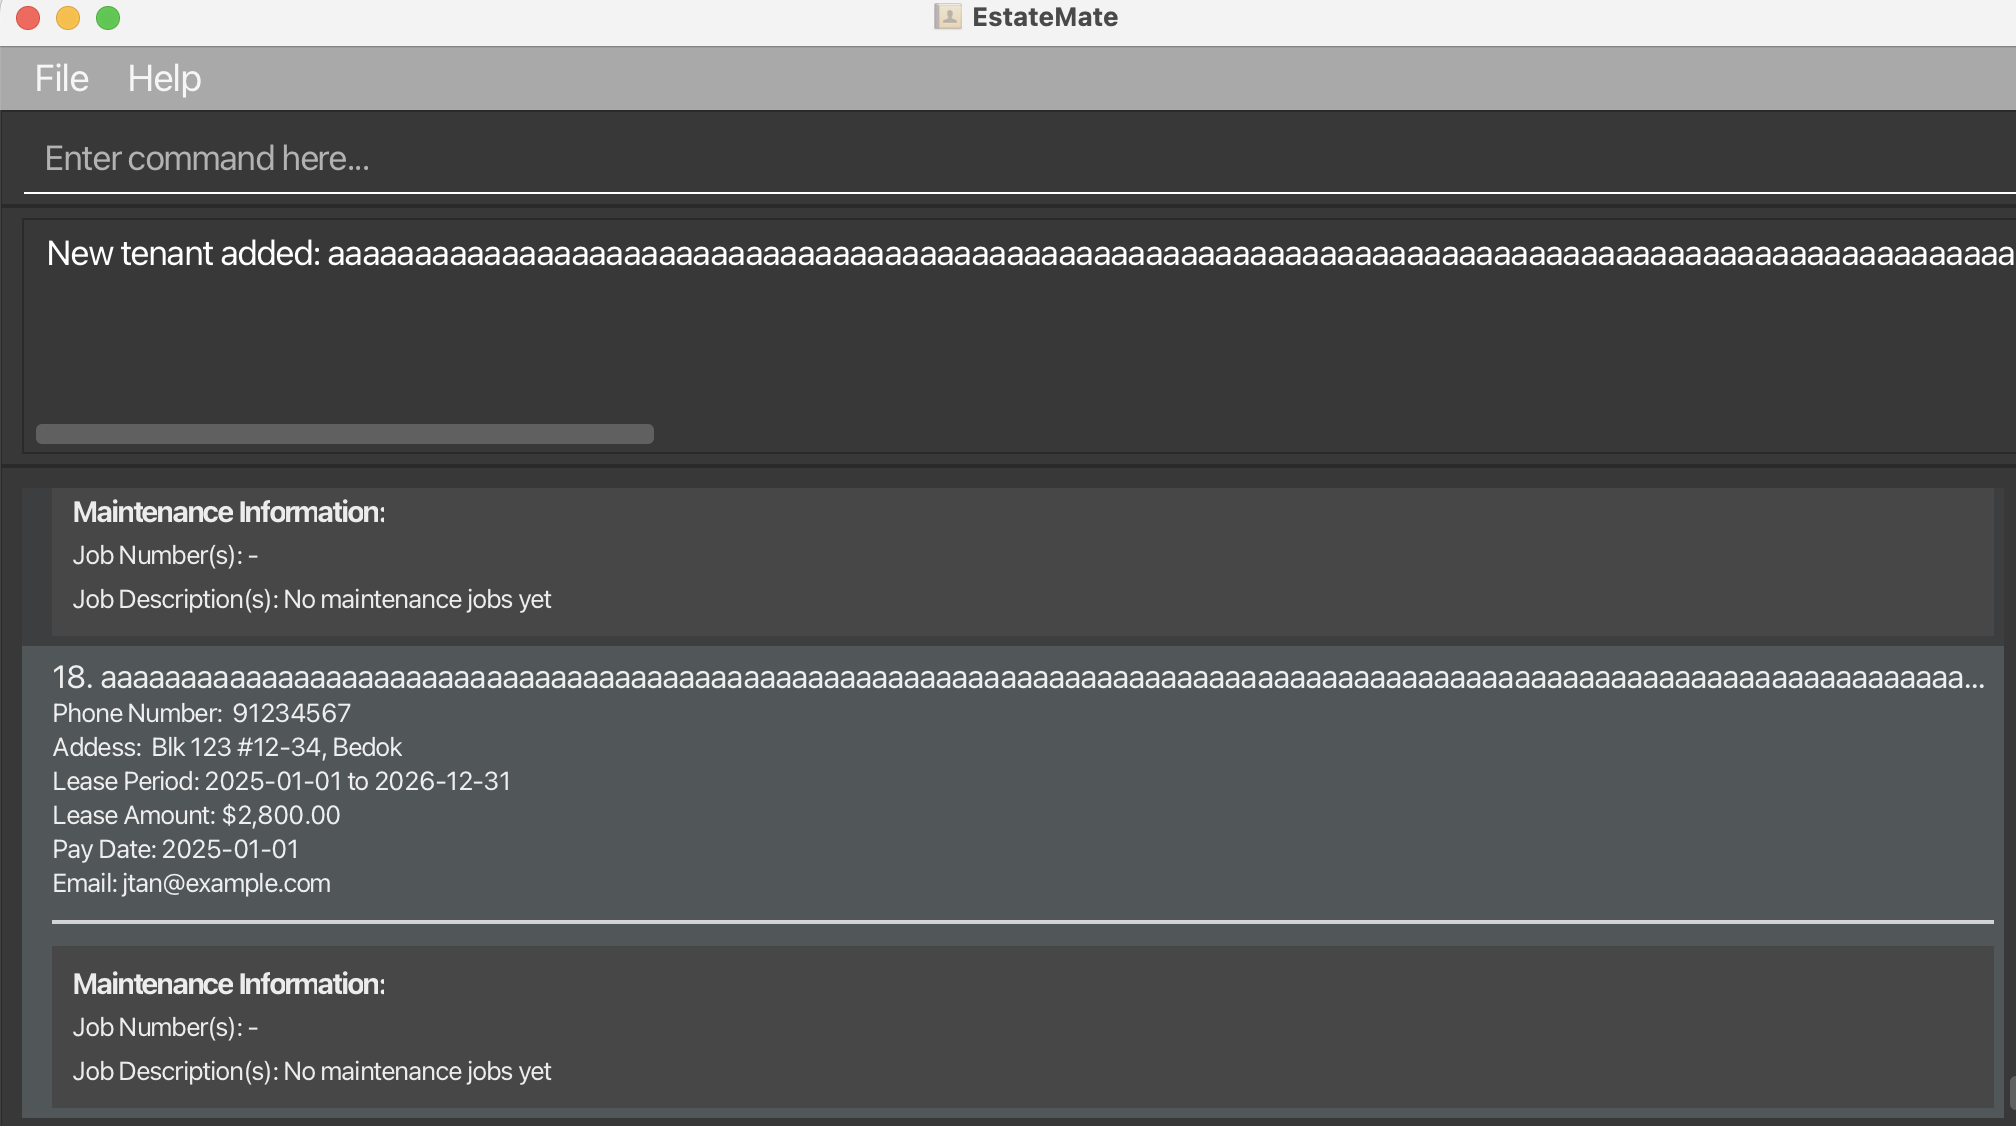 EstateMate
File Help
Enter command here...
New tenant added: aaaaaaaaaaaaaaaaaaaaaaaaaaaaaaaaaaaaaaaaaaaaaaaaaaaaaaaaaaaaaaaaaaaaaaaaaaaaaaaaaaaaaaaaaaaaaaaaa
Maintenance Information:
Job Number(s): -
Job Description(s): No maintenance jobs yet
18. aaaaaaaaaaaaaaaaaaaaaaaaaaaaaaaaaaaaaaaaaaaaaaaaaaaaaaaaaaaaaaaaaaaaaaaaaaaaaaaaaaaaaaaaaaaaaaaaaaaaaaaaaaaaaaaaaaaa...
Phone Number: 91234567
Addess: Blk 123 #12-34, Bedok
Lease Period: 2025-01-01 to 2026-12-31
Lease Amount: $2,800.00
Pay Date: 2025-01-01
Email: jtan@example.com
Maintenance Information:
Job Number(s): -
Job Description(s): No maintenance jobs yet